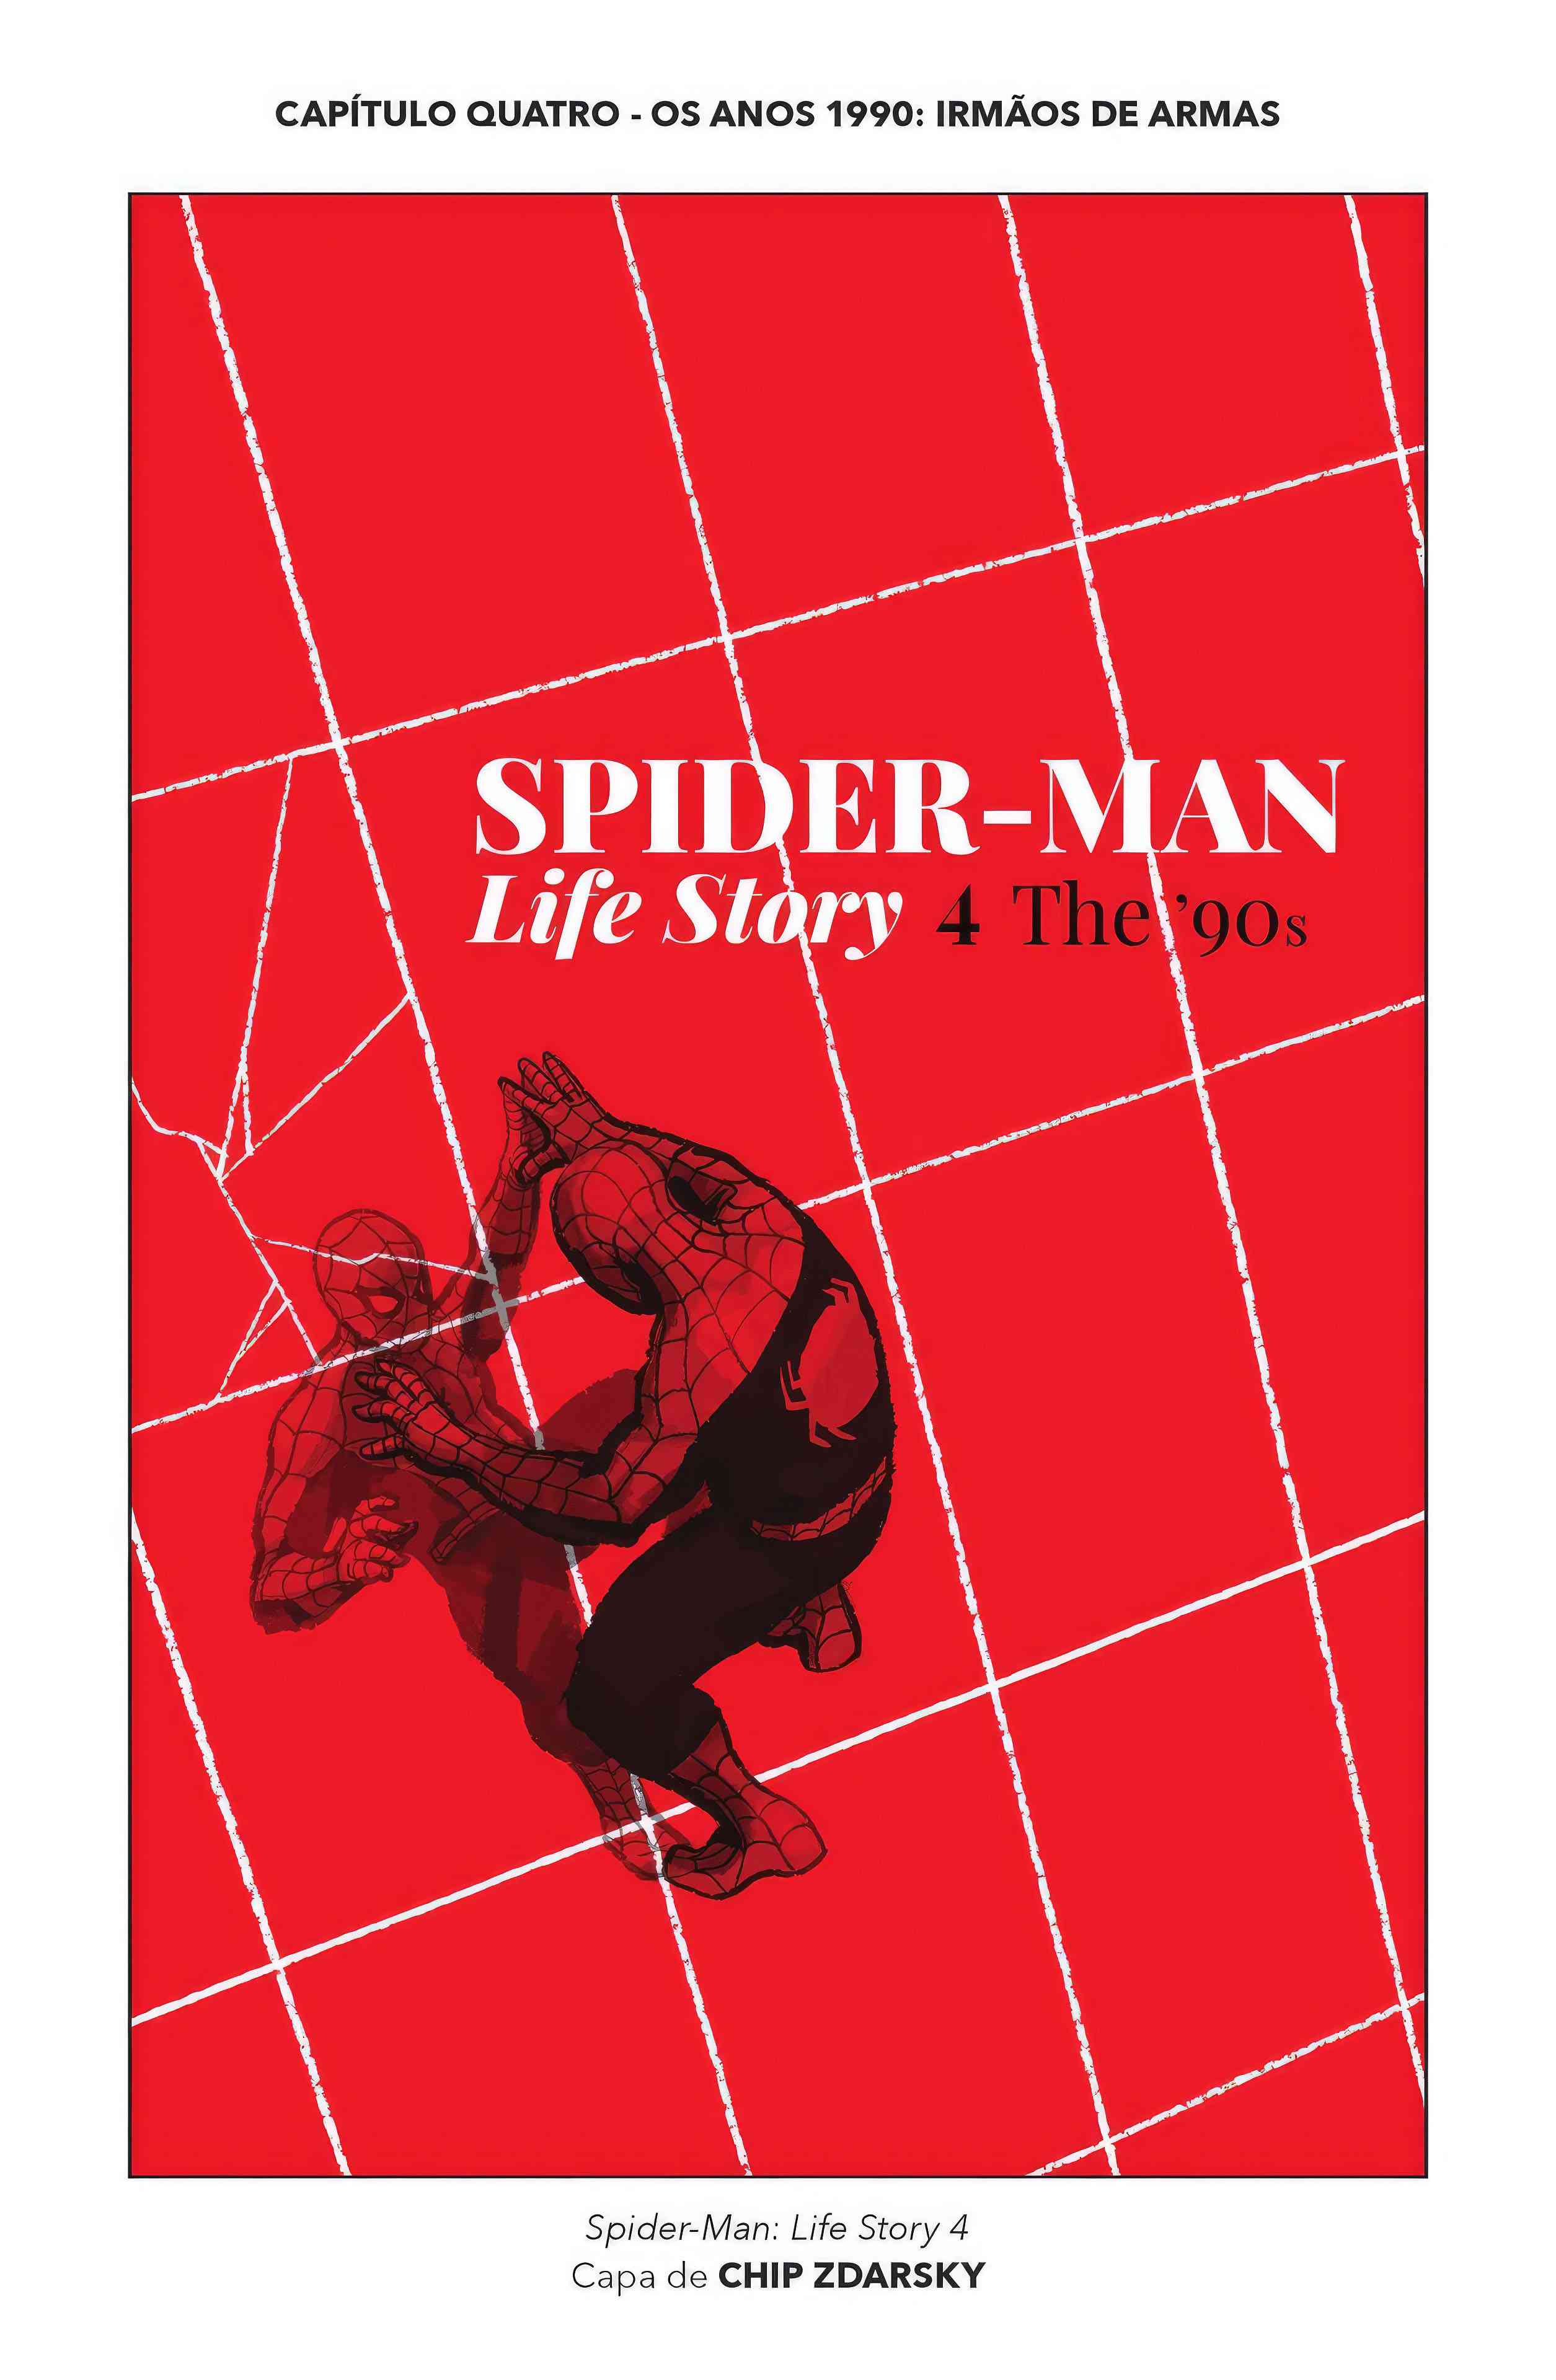 CAPÍTULO QUATRO - OS ANOS 1990: IRMÃOS DE ARMAS
SPIDER-MAN
Life Story 4 The ’90s
Spider-Man: Life Story 4
Capa de CHIP ZDARSKY